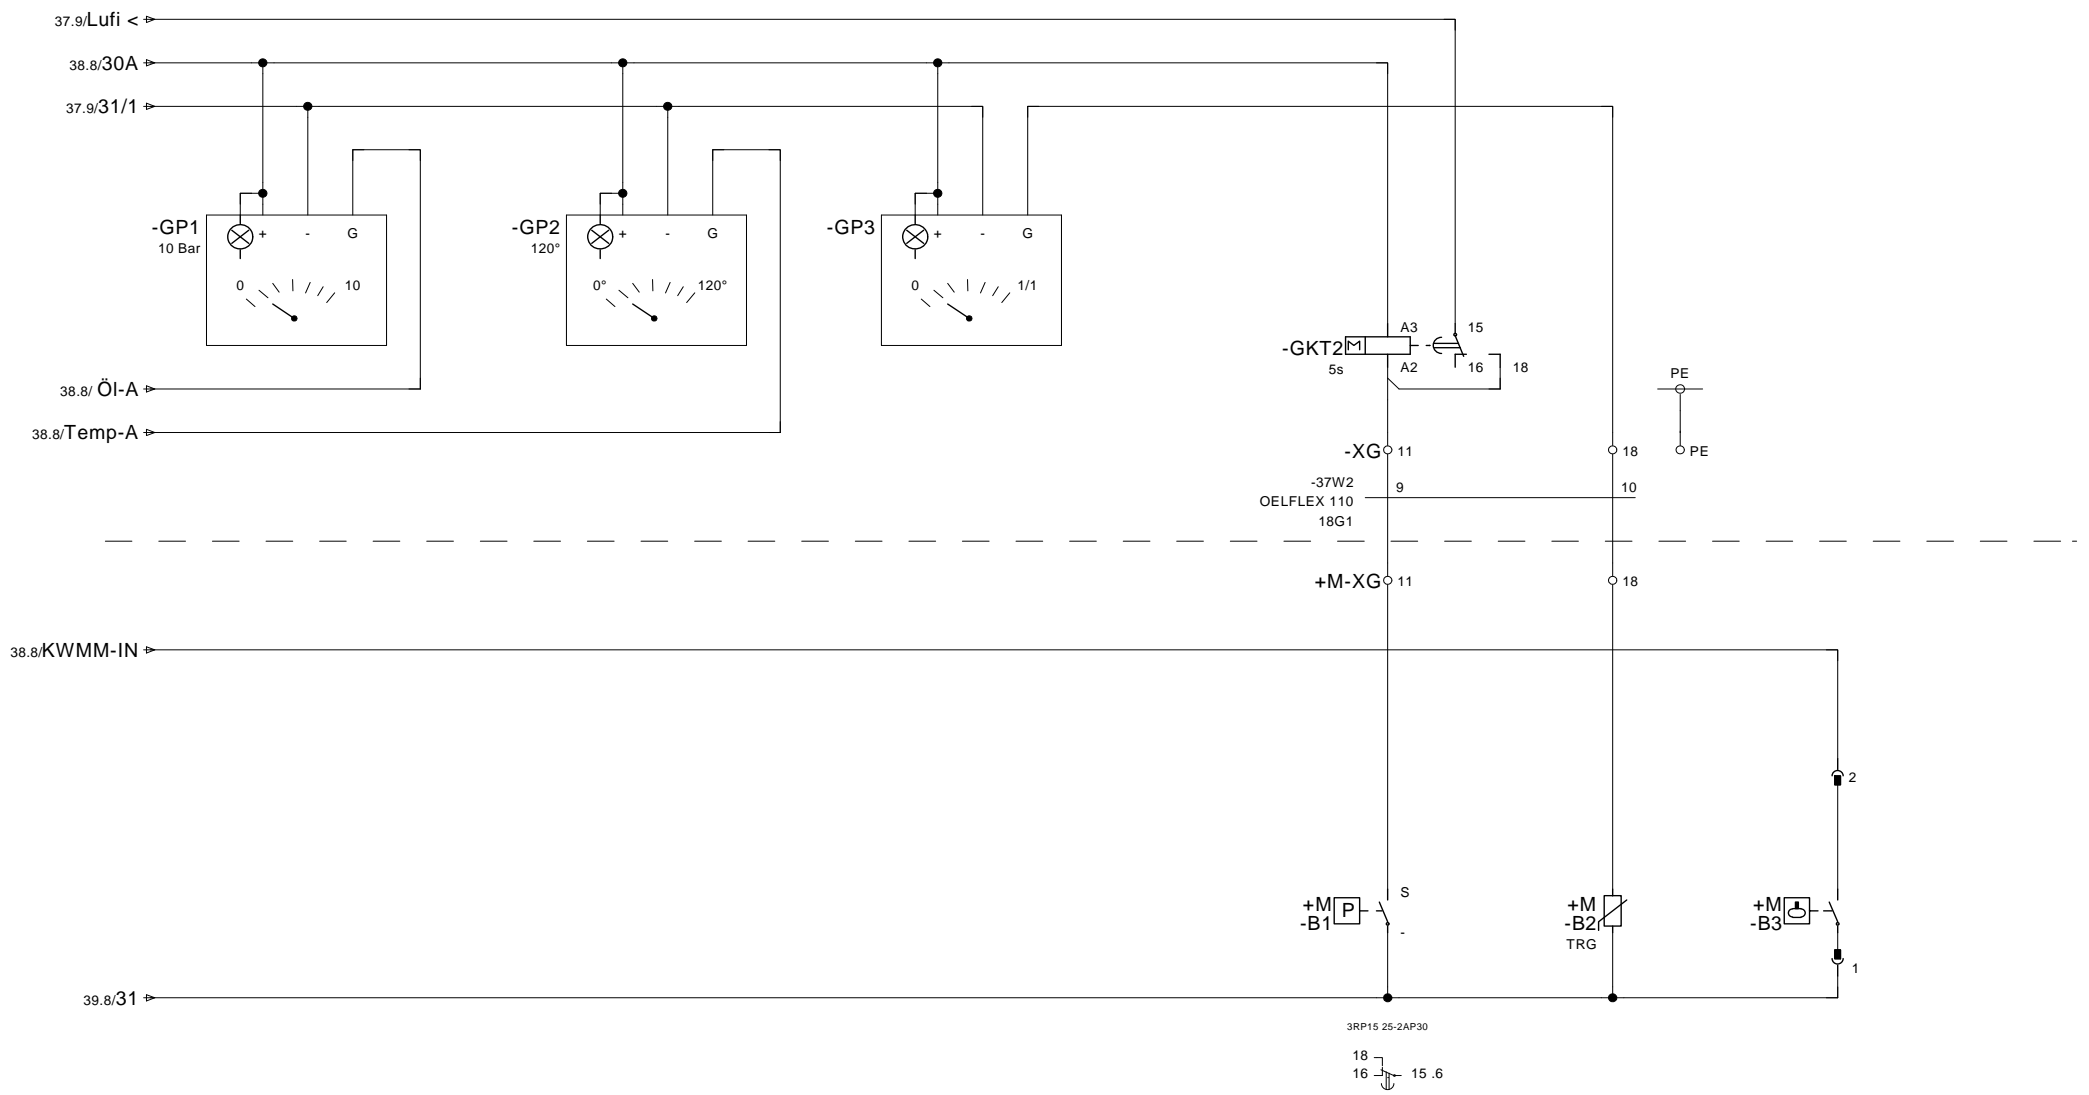 37.9/Lufi <
38.8/30A
37.9/31/1
-GP1
10 Bar
+ - G
0 10
-GP2
120°
+ - G
0° 120°
-GP3
+ - G
0 1/1
38.8/ Öl-A
38.8/Temp-A
-GKT2
5s
A3
A2
15
16
18
PE
PE
-XG 11
18
-37W2
OELFLEX 110
18G1
9
10
+M-XG 11
18
38.8/KWMM-IN
2
+M
-B1
P
S
-
+M
-B2
TRG
+M
-B3
1
39.8/31
3RP15 25-2AP30
18
16 15 .6